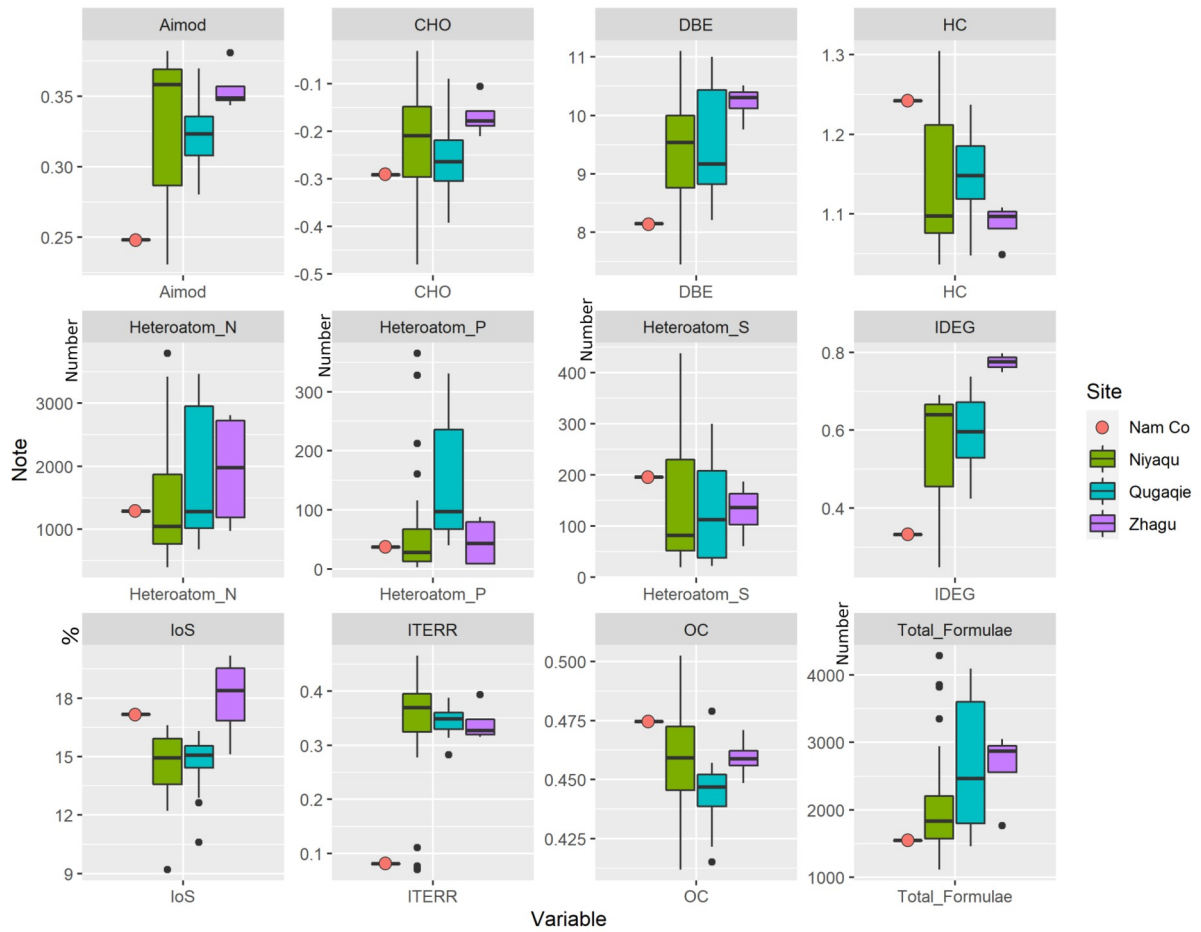 Aimod
CHO
DBE
HC
0.35
0.30
0.25
-0.1
-0.2
-0.3
-0.4
-0.5
11
10
9
8
1.3
1.2
1.1
Aimod
CHO
DBE
HC
Number
Heteroatom_N
Number
Heteroatom_P
Number
Heteroatom_S
IDEG
3000
2000
1000
300
200
100
0
400
300
200
100
0
0.8
0.6
0.4
Heteroatom_N
Heteroatom_P
Heteroatom_S
IDEG
Note
%
IoS
ITERR
OC
Number
Total_Formulae
18
15
12
9
0.4
0.3
0.2
0.1
0.500
0.475
0.450
0.425
4000
3000
2000
1000
IoS
ITERR
OC
Total_Formulae
Variable
Site
Nam Co
Niyaqu
Qugaqie
Zhagu